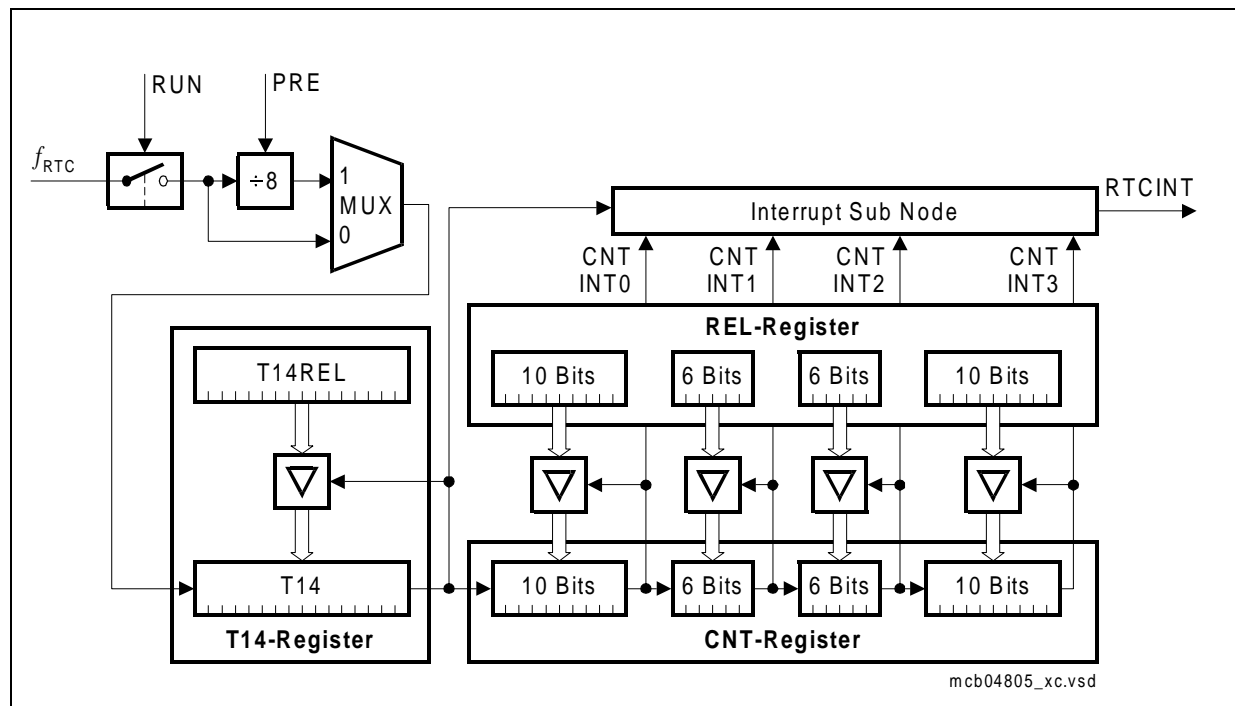 RUN
PRE
fRTC
÷8
1
MUX
0
Interrupt Sub Node
RTCINT
CNT
INT0
CNT
INT1
CNT
INT2
CNT
INT3
REL-Register
10 Bits
6 Bits
6 Bits
10 Bits
T14REL
T14
T14-Register
10 Bits
6 Bits
6 Bits
10 Bits
CNT-Register
mcb04805_xc.vsd